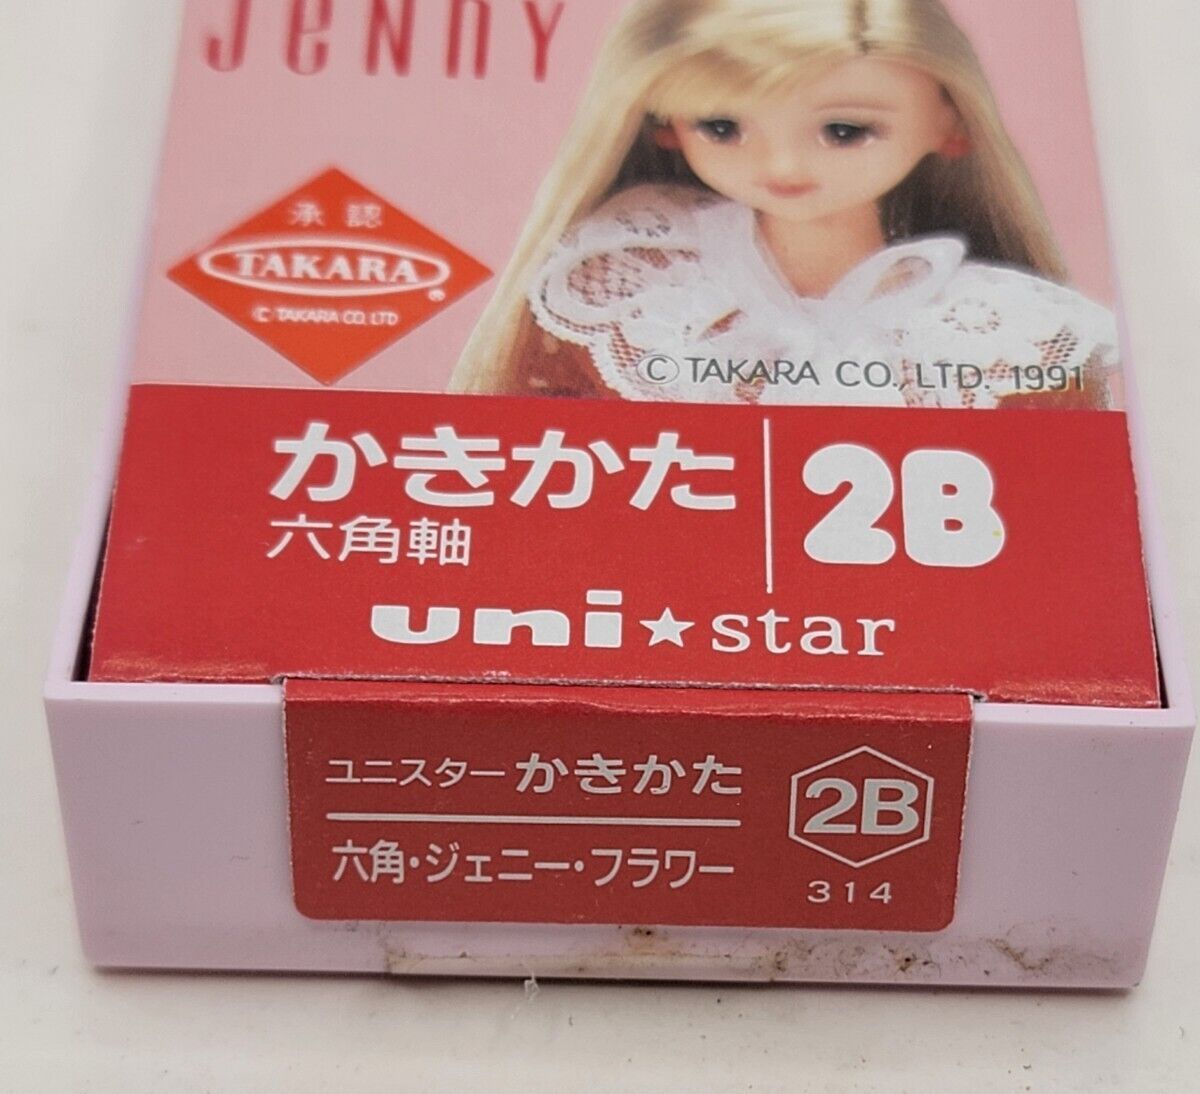 Jenny
承認
TAKARA
®
© TAKARA CO. LTD
© TAKARA CO., LTD. 1991
かきかた
六角軸
2B
uni★star
ユニスター かきかた
六角・ジェニー・フラワー
2B
314